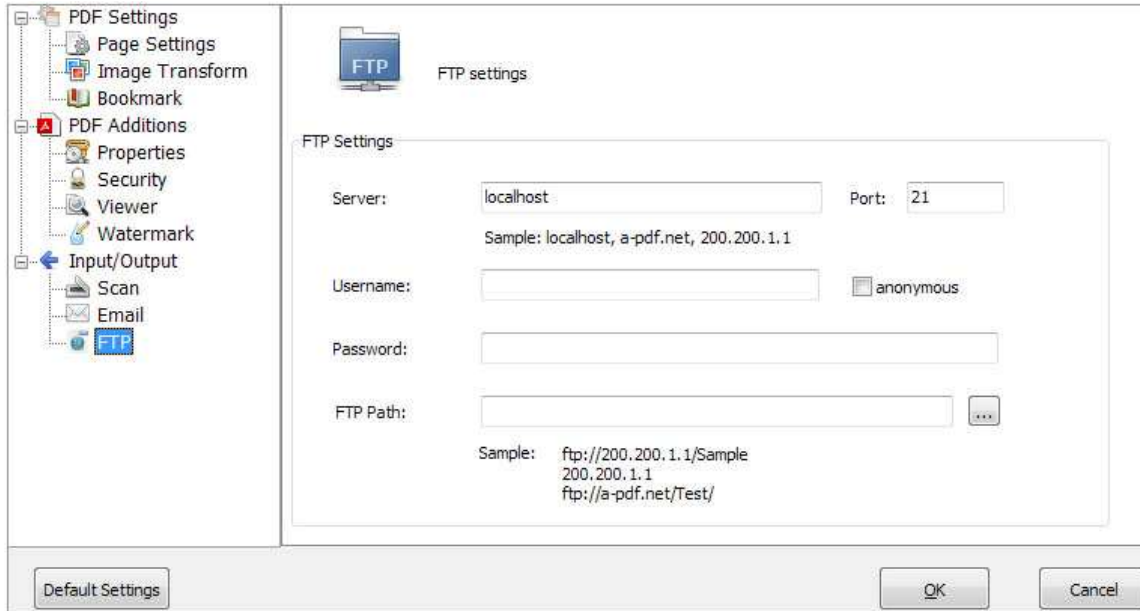 PDF Settings
Page Settings
Image Transform
Bookmark
PDF Additions
Properties
Security
Viewer
Watermark
Input/Output
Scan
Email
FTP
FTP
FTP settings
FTP Settings
Server: localhost Port: 21
Sample: localhost, a-pdf.net, 200.200.1.1
Username: anonymous
Password:
FTP Path: ...
Sample: ftp://200.200.1.1/Sample
200.200.1.1
ftp://a-pdf.net/Test/
Default Settings OK Cancel